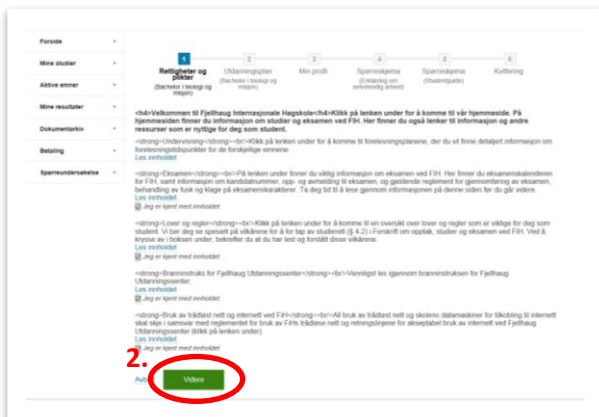 Forside
Mine studier
Aktive emner
Mine resultater
Dokumentarkiv
Betaling
Spørreundersøkelse
1
Rettigheter og
plikter
(Bachelor i teologi og
misjon)
2
Utdanningsplan
(Bachelor i teologi og
misjon)
3
Min profil
4
Spørreskjema
(Erklæring om
selvstendig arbeid)
5
Spørreskjema
(Studentguide)
6
Kvittering
<h4>Velkommen til Fjellhaug Internasjonale Høgskole</h4>Klikk på lenken under for å komme til vår hjemmeside. På
hjemmesiden finner du informasjon om studier og eksamen ved FIH. Her finner du også lenker til informasjon og andre
ressurser som er nyttige for deg som student.
<strong>Undervisning</strong><br/>Klikk på lenken under for å komme til forelesningsplanene, der du vil finne detaljert informasjon om
forelesningstidspunkter for de forskjellige emnene.
Les innholdet
<strong>Eksamen</strong><br/>På lenken under finner du viktig informasjon om eksamen ved FIH. Her finner du eksamenskalenderen
for FIH, samt informasjon om kandidatnummer, opp- og avmelding til eksamen, og gjeldende reglement for gjennomføring av eksamen,
behandling av fusk og klage på eksamenskarakterer. Ta deg tid til å lese gjennom informasjonen på denne siden før du går videre.
Les innholdet
Jeg er kjent med innholdet
<strong>Lover og regler</strong><br/>Klikk på lenken under for å komme til en oversikt over lover og regler som er viktige for deg som
student. Vi ber deg se spesielt på vilkårene for å for tap av studierett (§ 4.2) i Forskrift om opptak, studier og eksamen ved FIH. Ved å
krysse av i boksen under, bekrefter du at du har lest og forstått disse vilkårene.
Les innholdet
Jeg er kjent med innholdet
<strong>Branninstruks for Fjellhaug Utdanningssenter</strong><br/>Vennligst les igjennom branninstruksen for Fjellhaug
Utdanningssenter.
Les innholdet
Jeg er kjent med innholdet
<strong>Bruk av trådløst nett og internett ved FiH</strong><br/>All bruk av trådløst nett og skolens datamaskiner for tilkobling til internett
skal skje i samsvar med reglementet for bruk av FiHs trådløse nett og retningslinjene for akseptabel bruk av internett ved Fjellhaug
Utdanningssenter (klikk på lenken under).
Les innholdet
Jeg er kjent med innholdet
2.
Videre